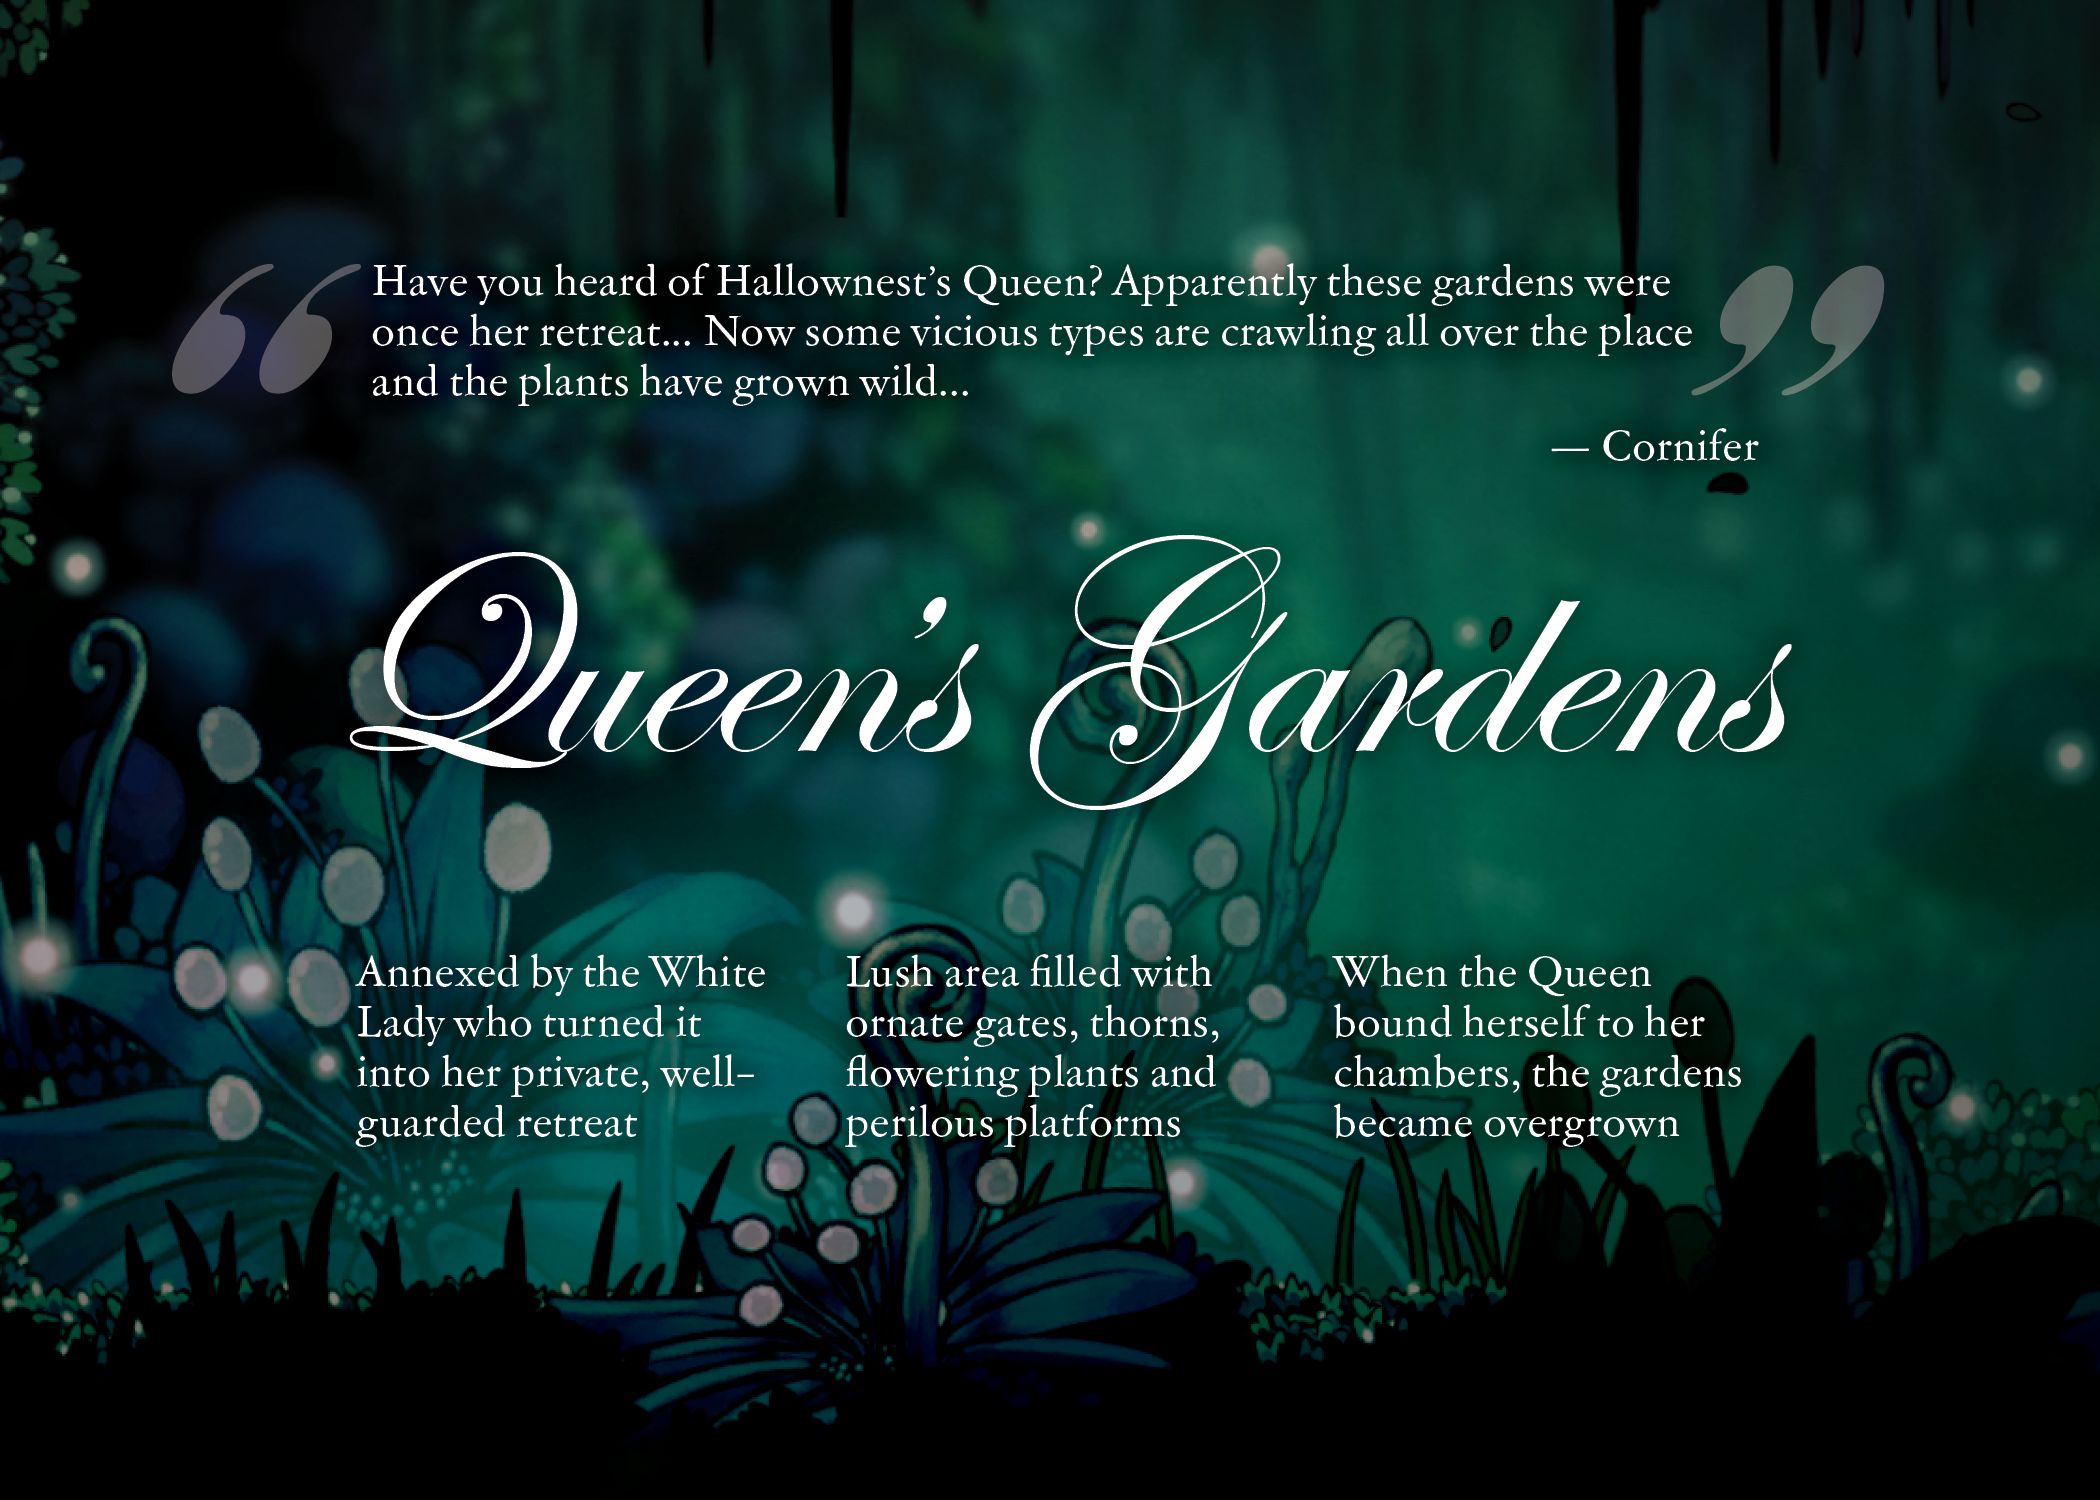 “Have you heard of Hallownest’s Queen? Apparently these gardens were
once her retreat... Now some vicious types are crawling all over the place
and the plants have grown wild...”
— Cornifer
Queen’s Gardens
Annexed by the White
Lady who turned it
into her private, well-
guarded retreat
Lush area filled with
ornate gates, thorns,
flowering plants and
perilous platforms
When the Queen
bound herself to her
chambers, the gardens
became overgrown